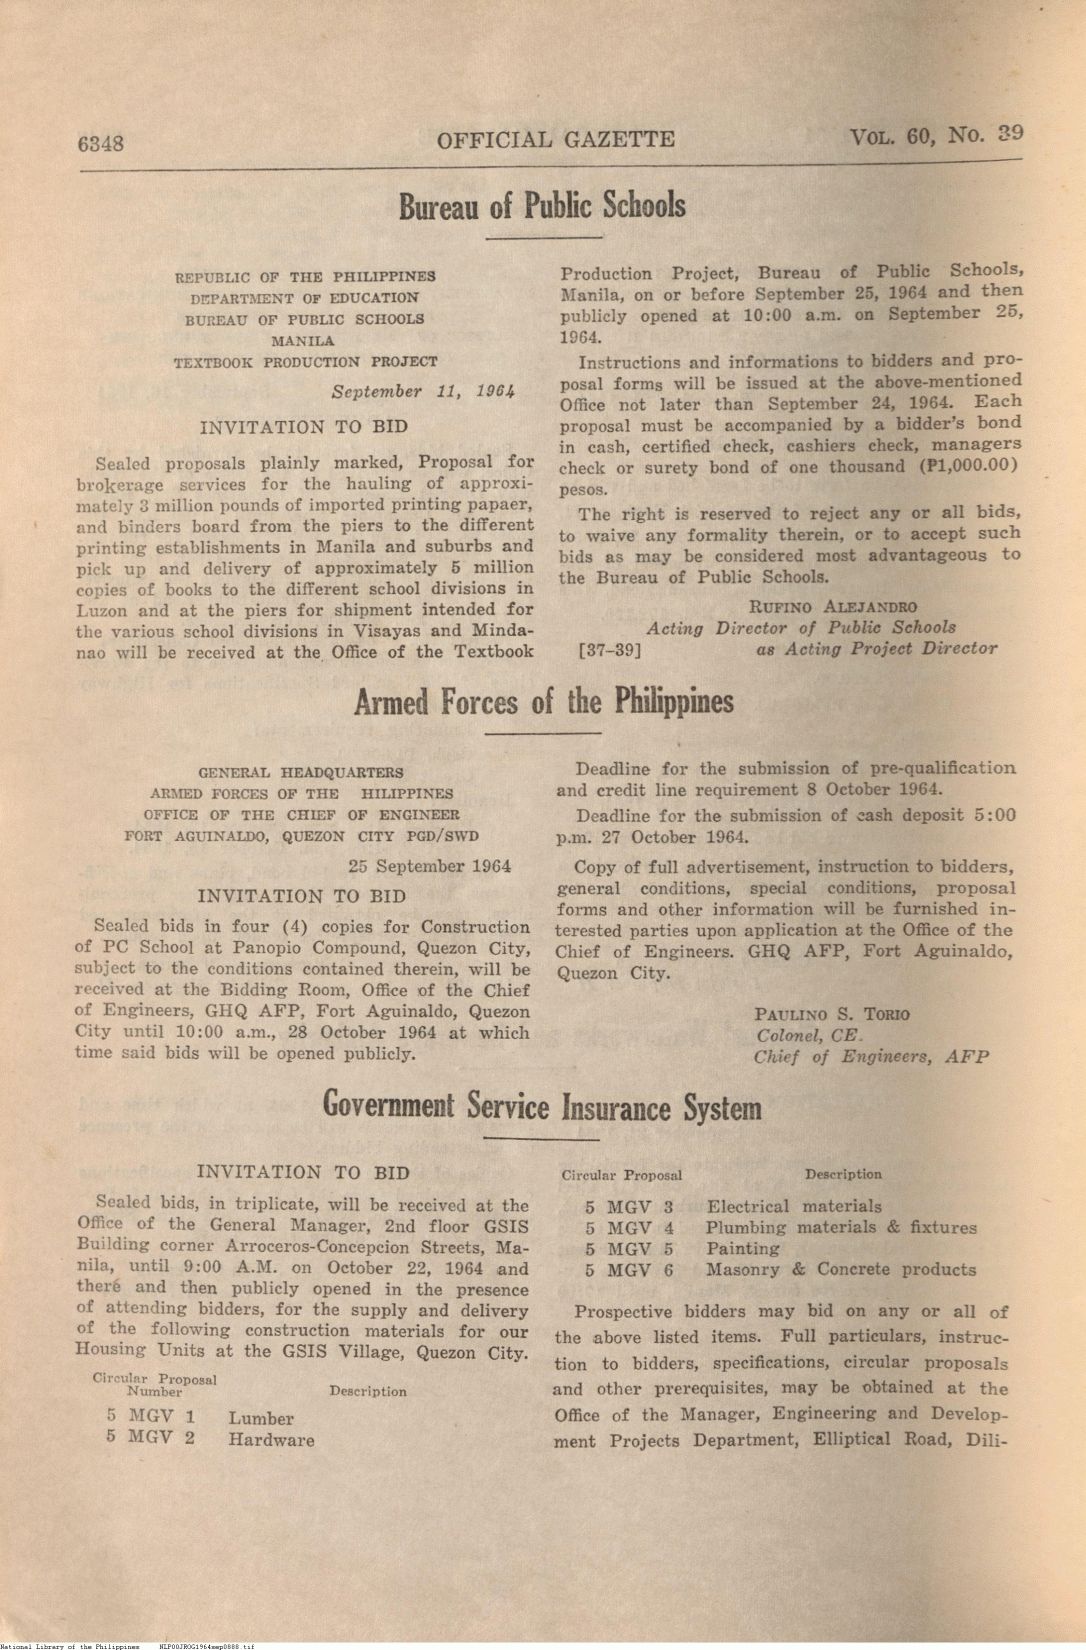 6348
OFFICIAL GAZETTE
VOL. 60, No. 39
Bureau of Public Schools
REPUBLIC OF THE PHILIPPINES
DEPARTMENT OF EDUCATION
BUREAU OF PUBLIC SCHOOLS
MANILA
TEXTBOOK PRODUCTION PROJECT
September 11, 1964
INVITATION TO BID
Sealed proposals plainly marked, Proposal for
brokerage services for the hauling of approxi-
mately 3 million pounds of imported printing papaer,
and binders board from the piers to the different
printing establishments in Manila and suburbs and
pick up and delivery of approximately 5 million
copies of books to the different school divisions in
Luzon and at the piers for shipment intended for
the various school divisions in Visayas and Minda-
nao will be received at the Office of the Textbook
Production Project, Bureau of Public Schools,
Manila, on or before September 25, 1964 and then
publicly opened at 10:00 a.m. on September 25,
1964.
Instructions and informations to bidders and pro-
posal forms will be issued at the above-mentioned
Office not later than September 24, 1964. Each
proposal must be accompanied by a bidder's bond
in cash, certified check, cashiers check, managers
check or surety bond of one thousand (₱1,000.00)
pesos.
The right is reserved to reject any or all bids,
to waive any formality therein, or to accept such
bids as may be considered most advantageous to
the Bureau of Public Schools.
RUFINO ALEJANDRO
Acting Director of Public Schools
[37–39] as Acting Project Director
Armed Forces of the Philippines
GENERAL HEADQUARTERS
ARMED FORCES OF THE HILIPPINES
OFFICE OF THE CHIEF OF ENGINEER
FORT AGUINALDO, QUEZON CITY PGD/SWD
25 September 1964
INVITATION TO BID
Sealed bids in four (4) copies for Construction
of PC School at Panopio Compound, Quezon City,
subject to the conditions contained therein, will be
received at the Bidding Room, Office of the Chief
of Engineers, GHQ AFP, Fort Aguinaldo, Quezon
City until 10:00 a.m., 28 October 1964 at which
time said bids will be opened publicly.
Deadline for the submission of pre-qualification
and credit line requirement 8 October 1964.
Deadline for the submission of cash deposit 5:00
p.m. 27 October 1964.
Copy of full advertisement, instruction to bidders,
general conditions, special conditions, proposal
forms and other information will be furnished in-
terested parties upon application at the Office of the
Chief of Engineers. GHQ AFP, Fort Aguinaldo,
Quezon City.
PAULINO S. TORIO
Colonel, CE.
Chief of Engineers, AFP
Government Service Insurance System
INVITATION TO BID
Sealed bids, in triplicate, will be received at the
Office of the General Manager, 2nd floor GSIS
Building corner Arroceros-Concepcion Streets, Ma-
nila, until 9:00 A.M. on October 22, 1964 and
there and then publicly opened in the presence
of attending bidders, for the supply and delivery
of the following construction materials for our
Housing Units at the GSIS Village, Quezon City.
Circular Proposal
Number Description
5 MGV 1 Lumber
5 MGV 2 Hardware
Circular Proposal Description
5 MGV 3 Electrical materials
5 MGV 4 Plumbing materials & fixtures
5 MGV 5 Painting
5 MGV 6 Masonry & Concrete products
Prospective bidders may bid on any or all of
the above listed items. Full particulars, instruc-
tion to bidders, specifications, circular proposals
and other prerequisites, may be obtained at the
Office of the Manager, Engineering and Develop-
ment Projects Department, Elliptical Road, Dili-
National Library of the Philippines NLP00JROG1964sep0888.tif